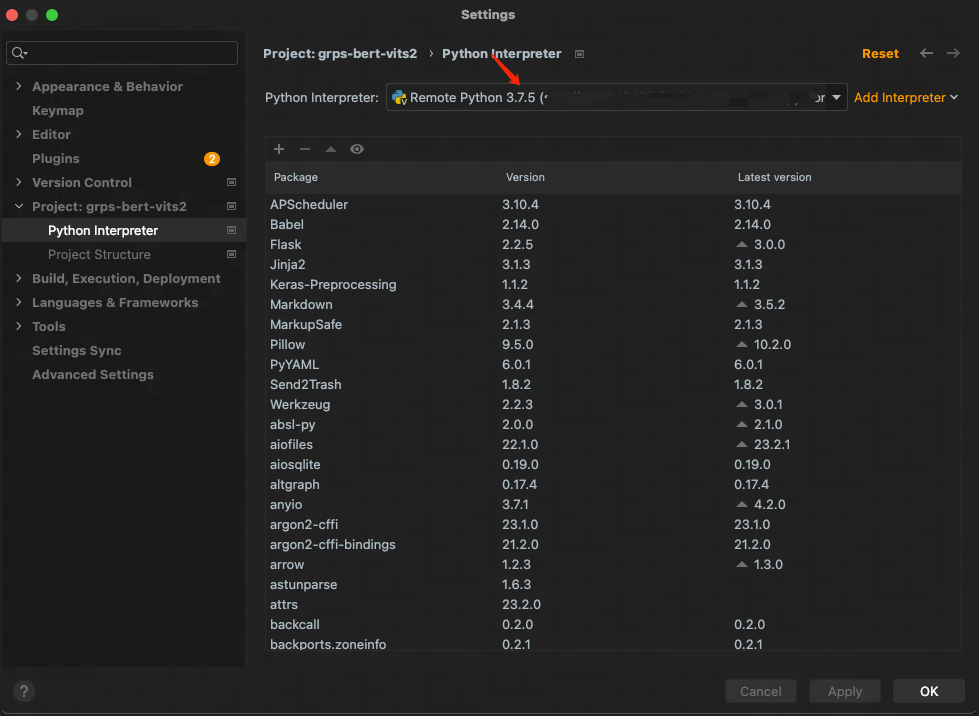 Settings
Project: grps-bert-vits2 › Python Interpreter Reset
Python Interpreter: Remote Python 3.7.5 ( Add Interpreter
Appearance & Behavior
Keymap
Editor
Plugins 2
Version Control
Project: grps-bert-vits2
Python Interpreter
Project Structure
Build, Execution, Deployment
Languages & Frameworks
Tools
Settings Sync
Advanced Settings
Package Version Latest version
APScheduler 3.10.4 3.10.4
Babel 2.14.0 2.14.0
Flask 2.2.5 3.0.0
Jinja2 3.1.3 3.1.3
Keras-Preprocessing 1.1.2 1.1.2
Markdown 3.4.4 3.5.2
MarkupSafe 2.1.3 2.1.3
Pillow 9.5.0 10.2.0
PyYAML 6.0.1 6.0.1
Send2Trash 1.8.2 1.8.2
Werkzeug 2.2.3 3.0.1
absl-py 2.0.0 2.1.0
aiofiles 22.1.0 23.2.1
aiosqlite 0.19.0 0.19.0
altgraph 0.17.4 0.17.4
anyio 3.7.1 4.2.0
argon2-cffi 23.1.0 23.1.0
argon2-cffi-bindings 21.2.0 21.2.0
arrow 1.2.3 1.3.0
astunparse 1.6.3
attrs 23.2.0
backcall 0.2.0 0.2.0
backports.zoneinfo 0.2.1 0.2.1
? Cancel Apply OK